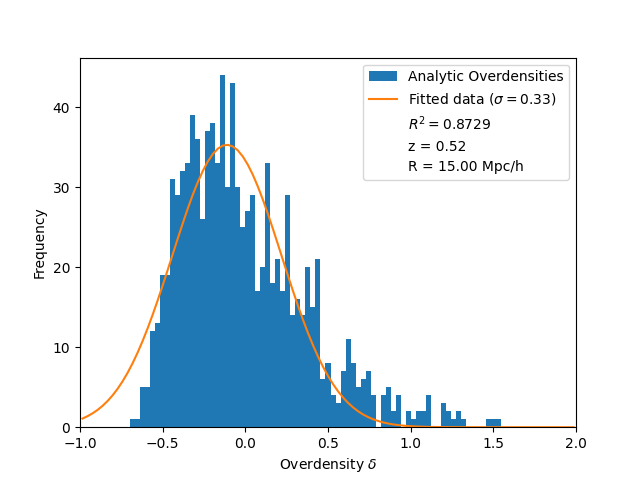 Analytic Overdensities
Fitted data (σ = 0.33)
R² = 0.8729
z = 0.52
R = 15.00 Mpc/h
Frequency
40
30
20
10
0
−1.0 −0.5 0.0 0.5 1.0 1.5 2.0
Overdensity δ